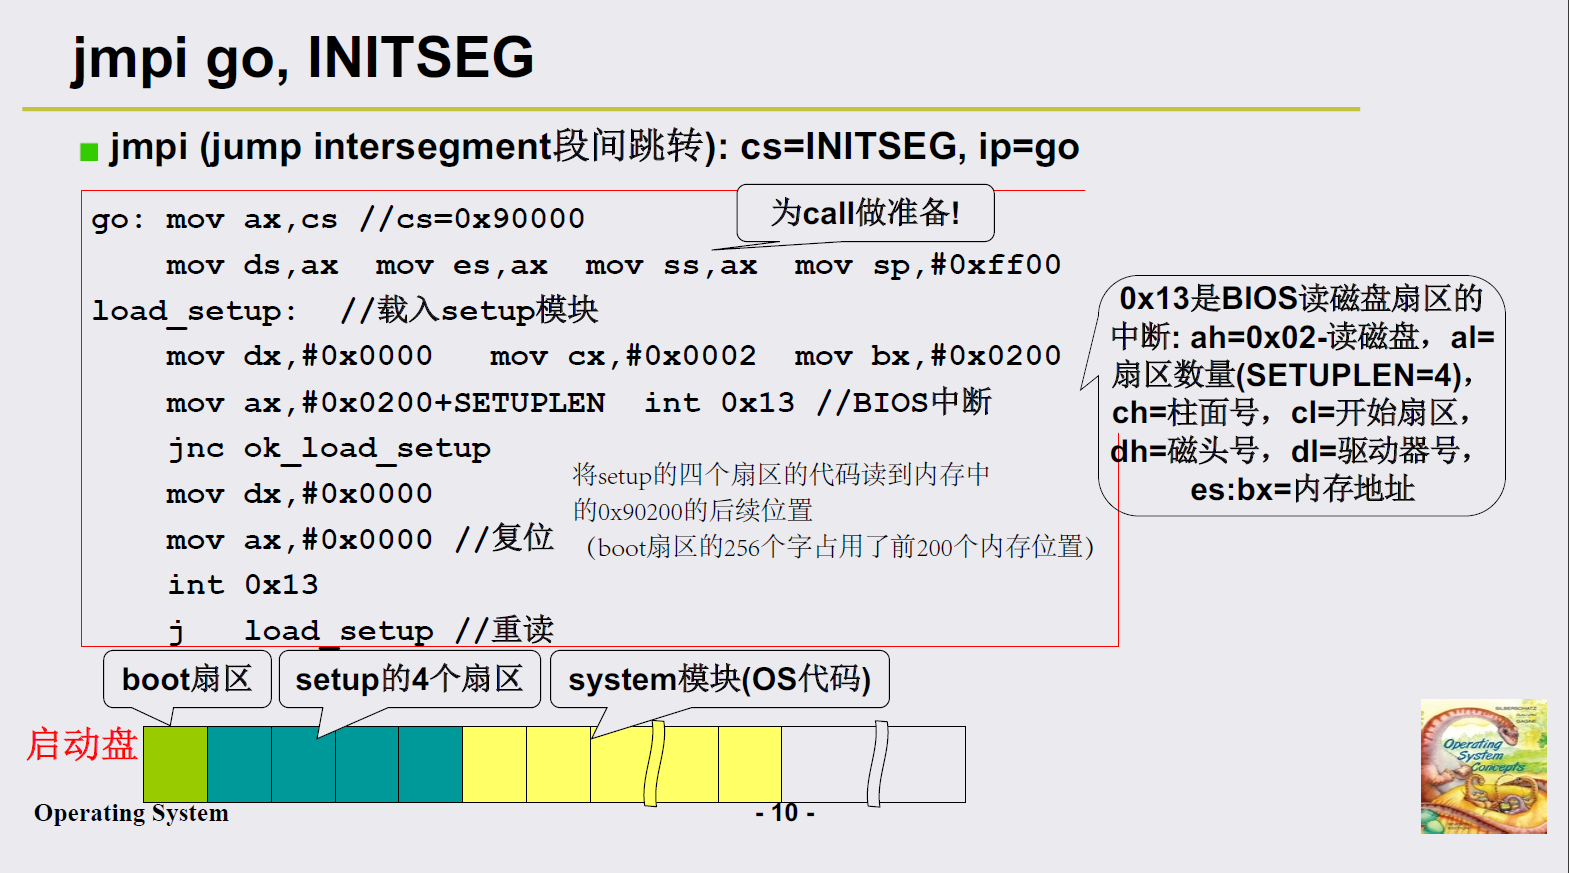 jmpi go, INITSEG
jmpi (jump intersegment段间跳转): cs=INITSEG, ip=go
为call做准备!
go: mov ax,cs //cs=0x90000
mov ds,ax mov es,ax mov ss,ax mov sp,#0xff00
load_setup: //载入setup模块
mov dx,#0x0000 mov cx,#0x0002 mov bx,#0x0200
mov ax,#0x0200+SETUPLEN int 0x13 //BIOS中断
jnc ok_load_setup
mov dx,#0x0000
mov ax,#0x0000 //复位
int 0x13
j load_setup //重读
将setup的四个扇区的代码读到内存中
的0x90200的后续位置
（boot扇区的256个字占用了前200个内存位置）
0x13是BIOS读磁盘扇区的
中断: ah=0x02-读磁盘，al=
扇区数量(SETUPLEN=4)，
ch=柱面号，cl=开始扇区，
dh=磁头号，dl=驱动器号，
es:bx=内存地址
boot扇区
setup的4个扇区
system模块(OS代码)
启动盘
Operating System
- 10 -
SILBERSCHATZ
GAGNE
Operating
System
Concepts